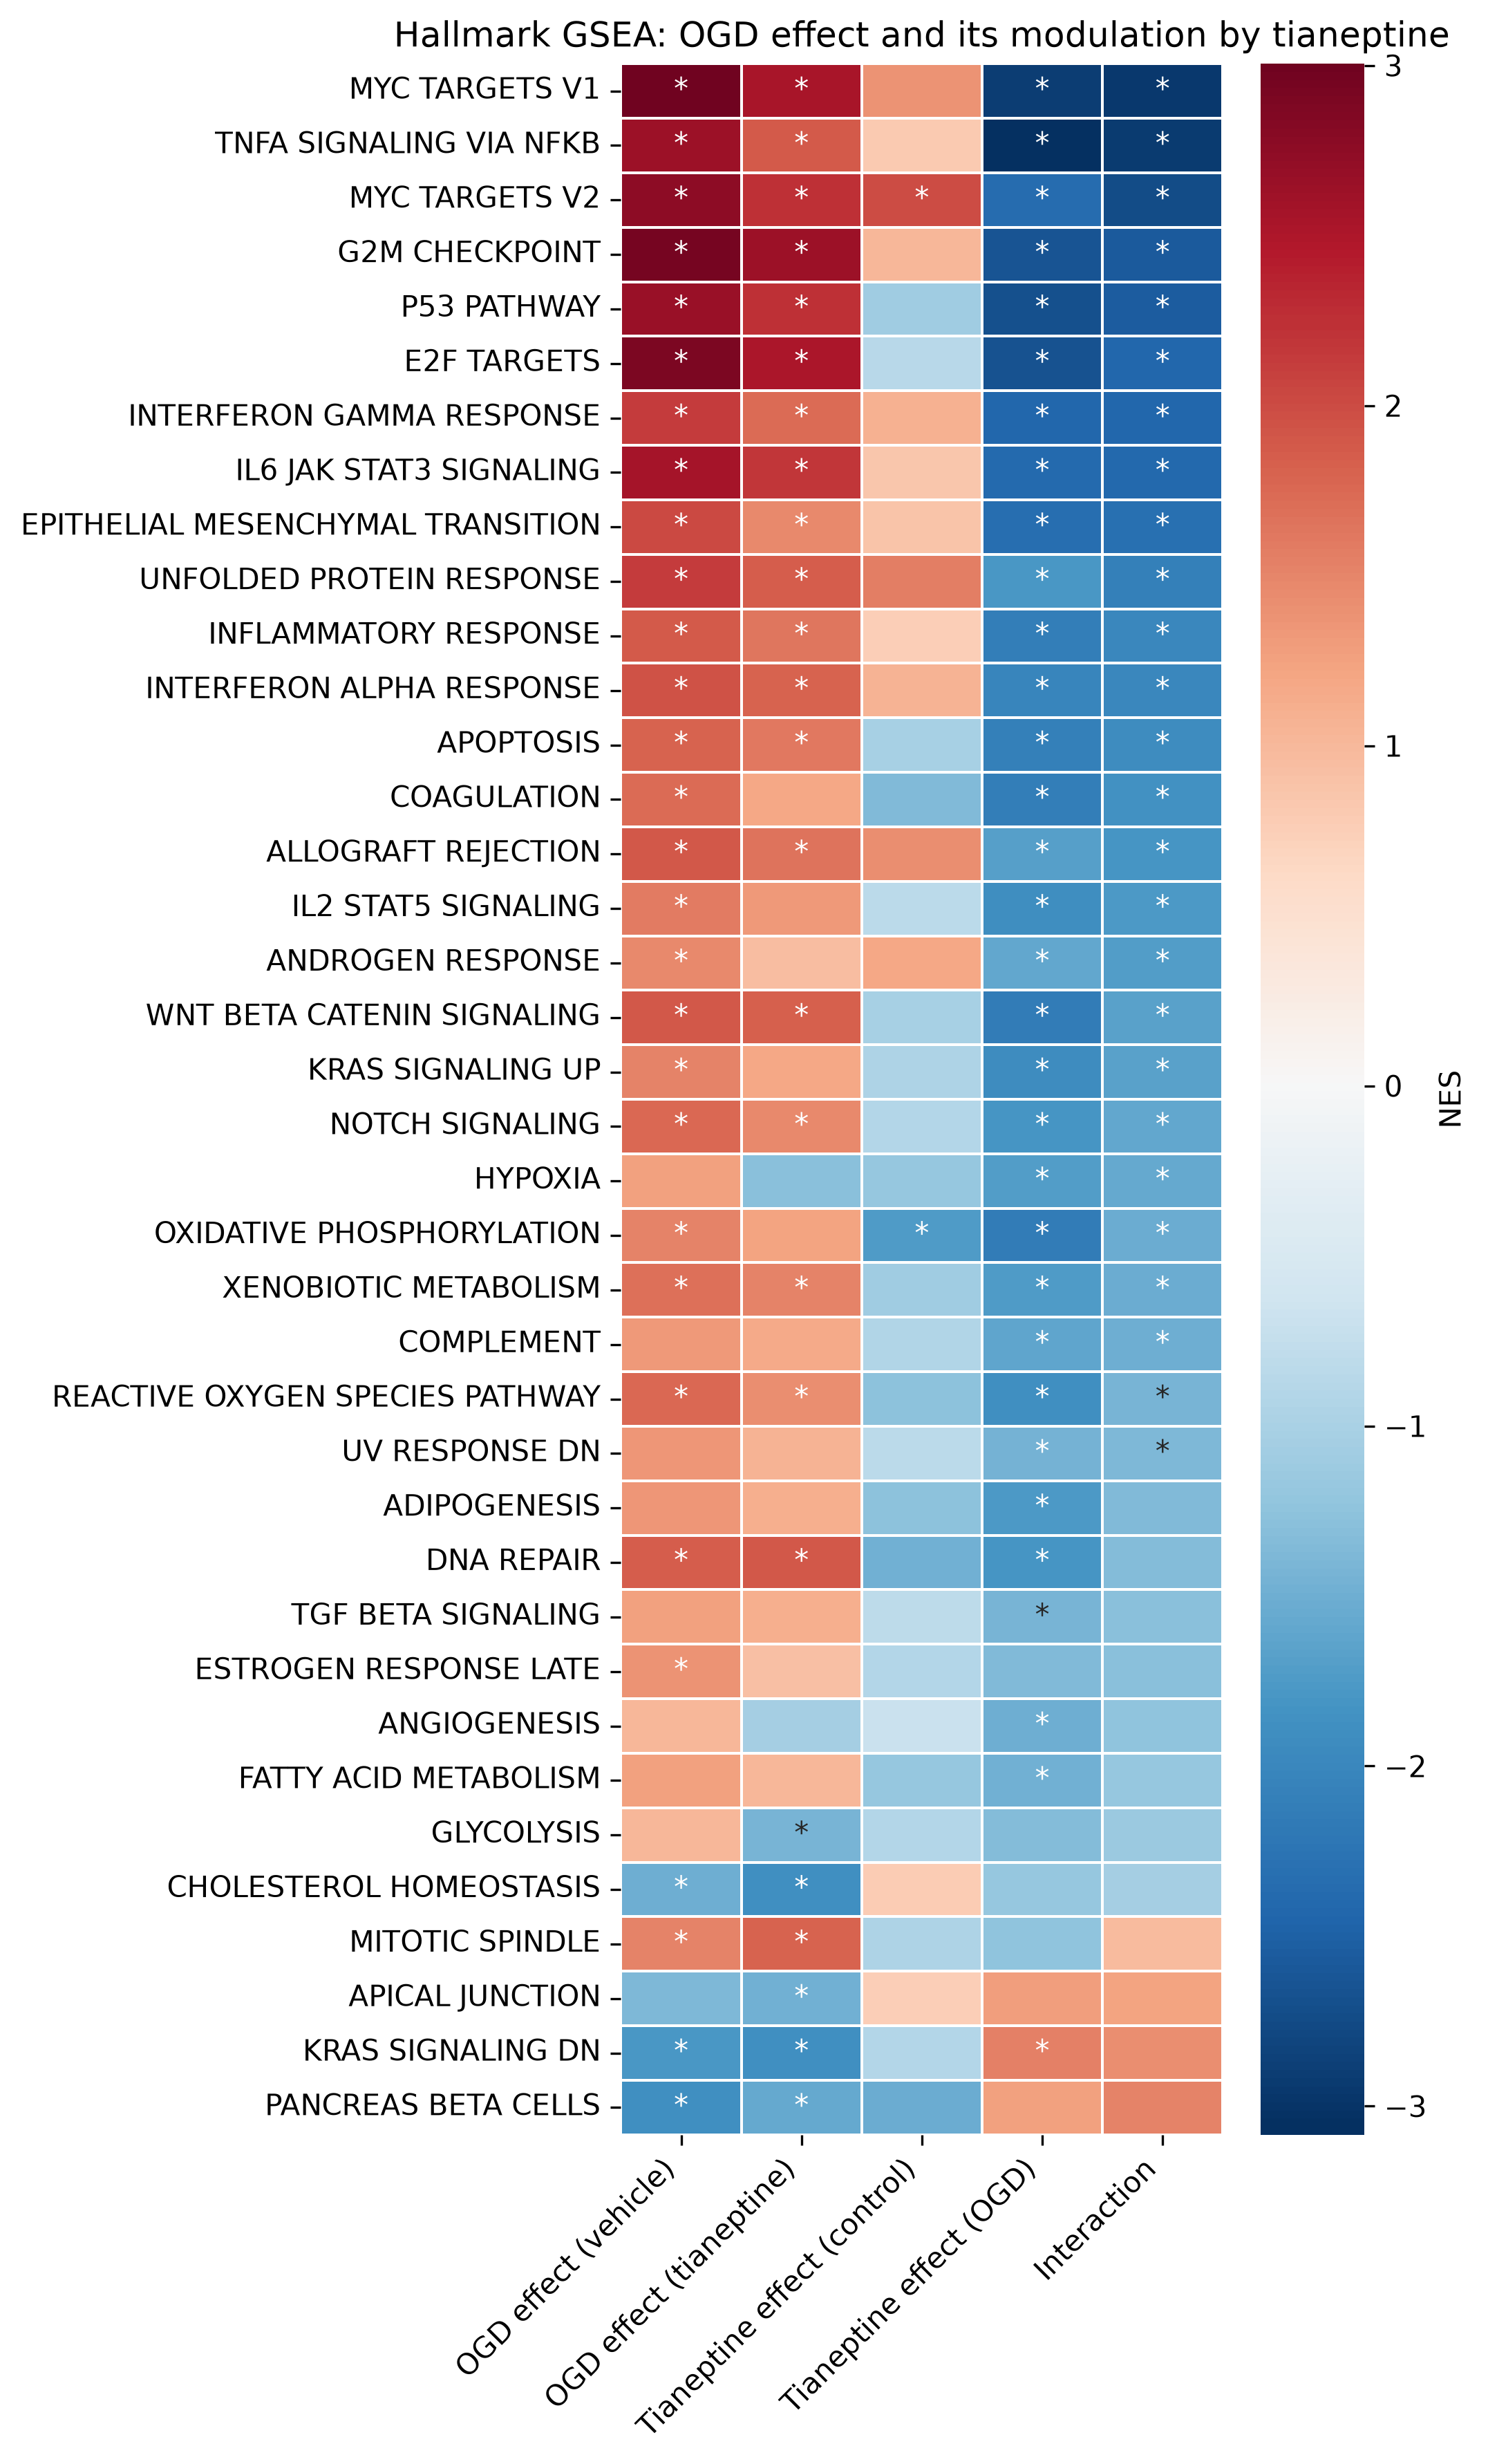 Hallmark GSEA: OGD effect and its modulation by tianeptine
MYC TARGETS V1
TNFA SIGNALING VIA NFKB
MYC TARGETS V2
G2M CHECKPOINT
P53 PATHWAY
E2F TARGETS
INTERFERON GAMMA RESPONSE
IL6 JAK STAT3 SIGNALING
EPITHELIAL MESENCHYMAL TRANSITION
UNFOLDED PROTEIN RESPONSE
INFLAMMATORY RESPONSE
INTERFERON ALPHA RESPONSE
APOPTOSIS
COAGULATION
ALLOGRAFT REJECTION
IL2 STAT5 SIGNALING
ANDROGEN RESPONSE
WNT BETA CATENIN SIGNALING
KRAS SIGNALING UP
NOTCH SIGNALING
HYPOXIA
OXIDATIVE PHOSPHORYLATION
XENOBIOTIC METABOLISM
COMPLEMENT
REACTIVE OXYGEN SPECIES PATHWAY
UV RESPONSE DN
ADIPOGENESIS
DNA REPAIR
TGF BETA SIGNALING
ESTROGEN RESPONSE LATE
ANGIOGENESIS
FATTY ACID METABOLISM
GLYCOLYSIS
CHOLESTEROL HOMEOSTASIS
MITOTIC SPINDLE
APICAL JUNCTION
KRAS SIGNALING DN
PANCREAS BETA CELLS
OGD effect (vehicle)
OGD effect (tianeptine)
Tianeptine effect (control)
Tianeptine effect (OGD)
Interaction
3
2
1
0
−1
−2
−3
NES